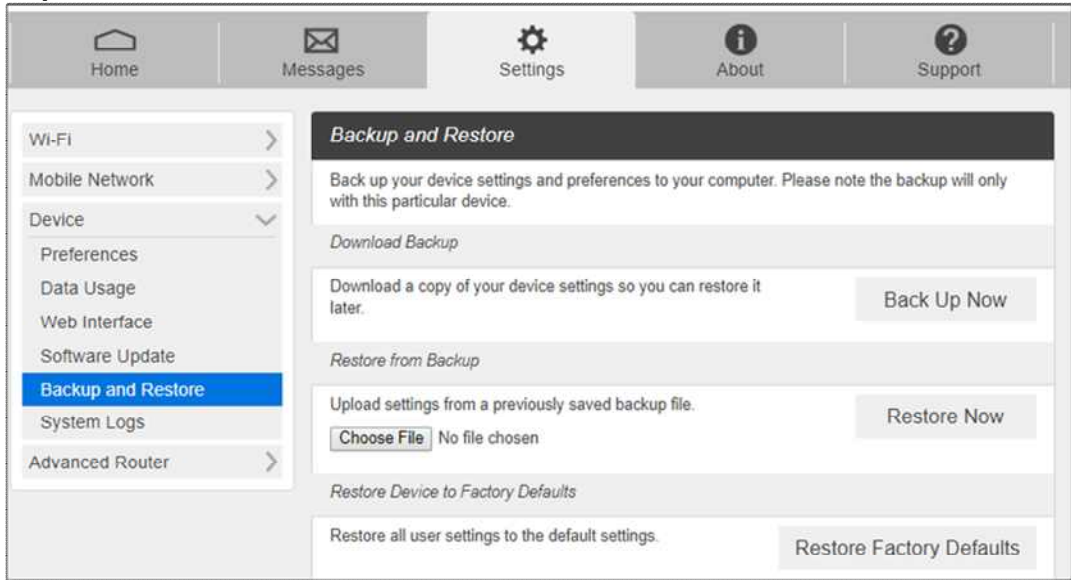 Home
Messages
Settings
About
Support
Wi-Fi
Mobile Network
Device
Preferences
Data Usage
Web Interface
Software Update
Backup and Restore
System Logs
Advanced Router
Backup and Restore
Back up your device settings and preferences to your computer. Please note the backup will only
with this particular device.
Download Backup
Download a copy of your device settings so you can restore it
later.
Back Up Now
Restore from Backup
Upload settings from a previously saved backup file.
Choose File No file chosen
Restore Now
Restore Device to Factory Defaults
Restore all user settings to the default settings.
Restore Factory Defaults